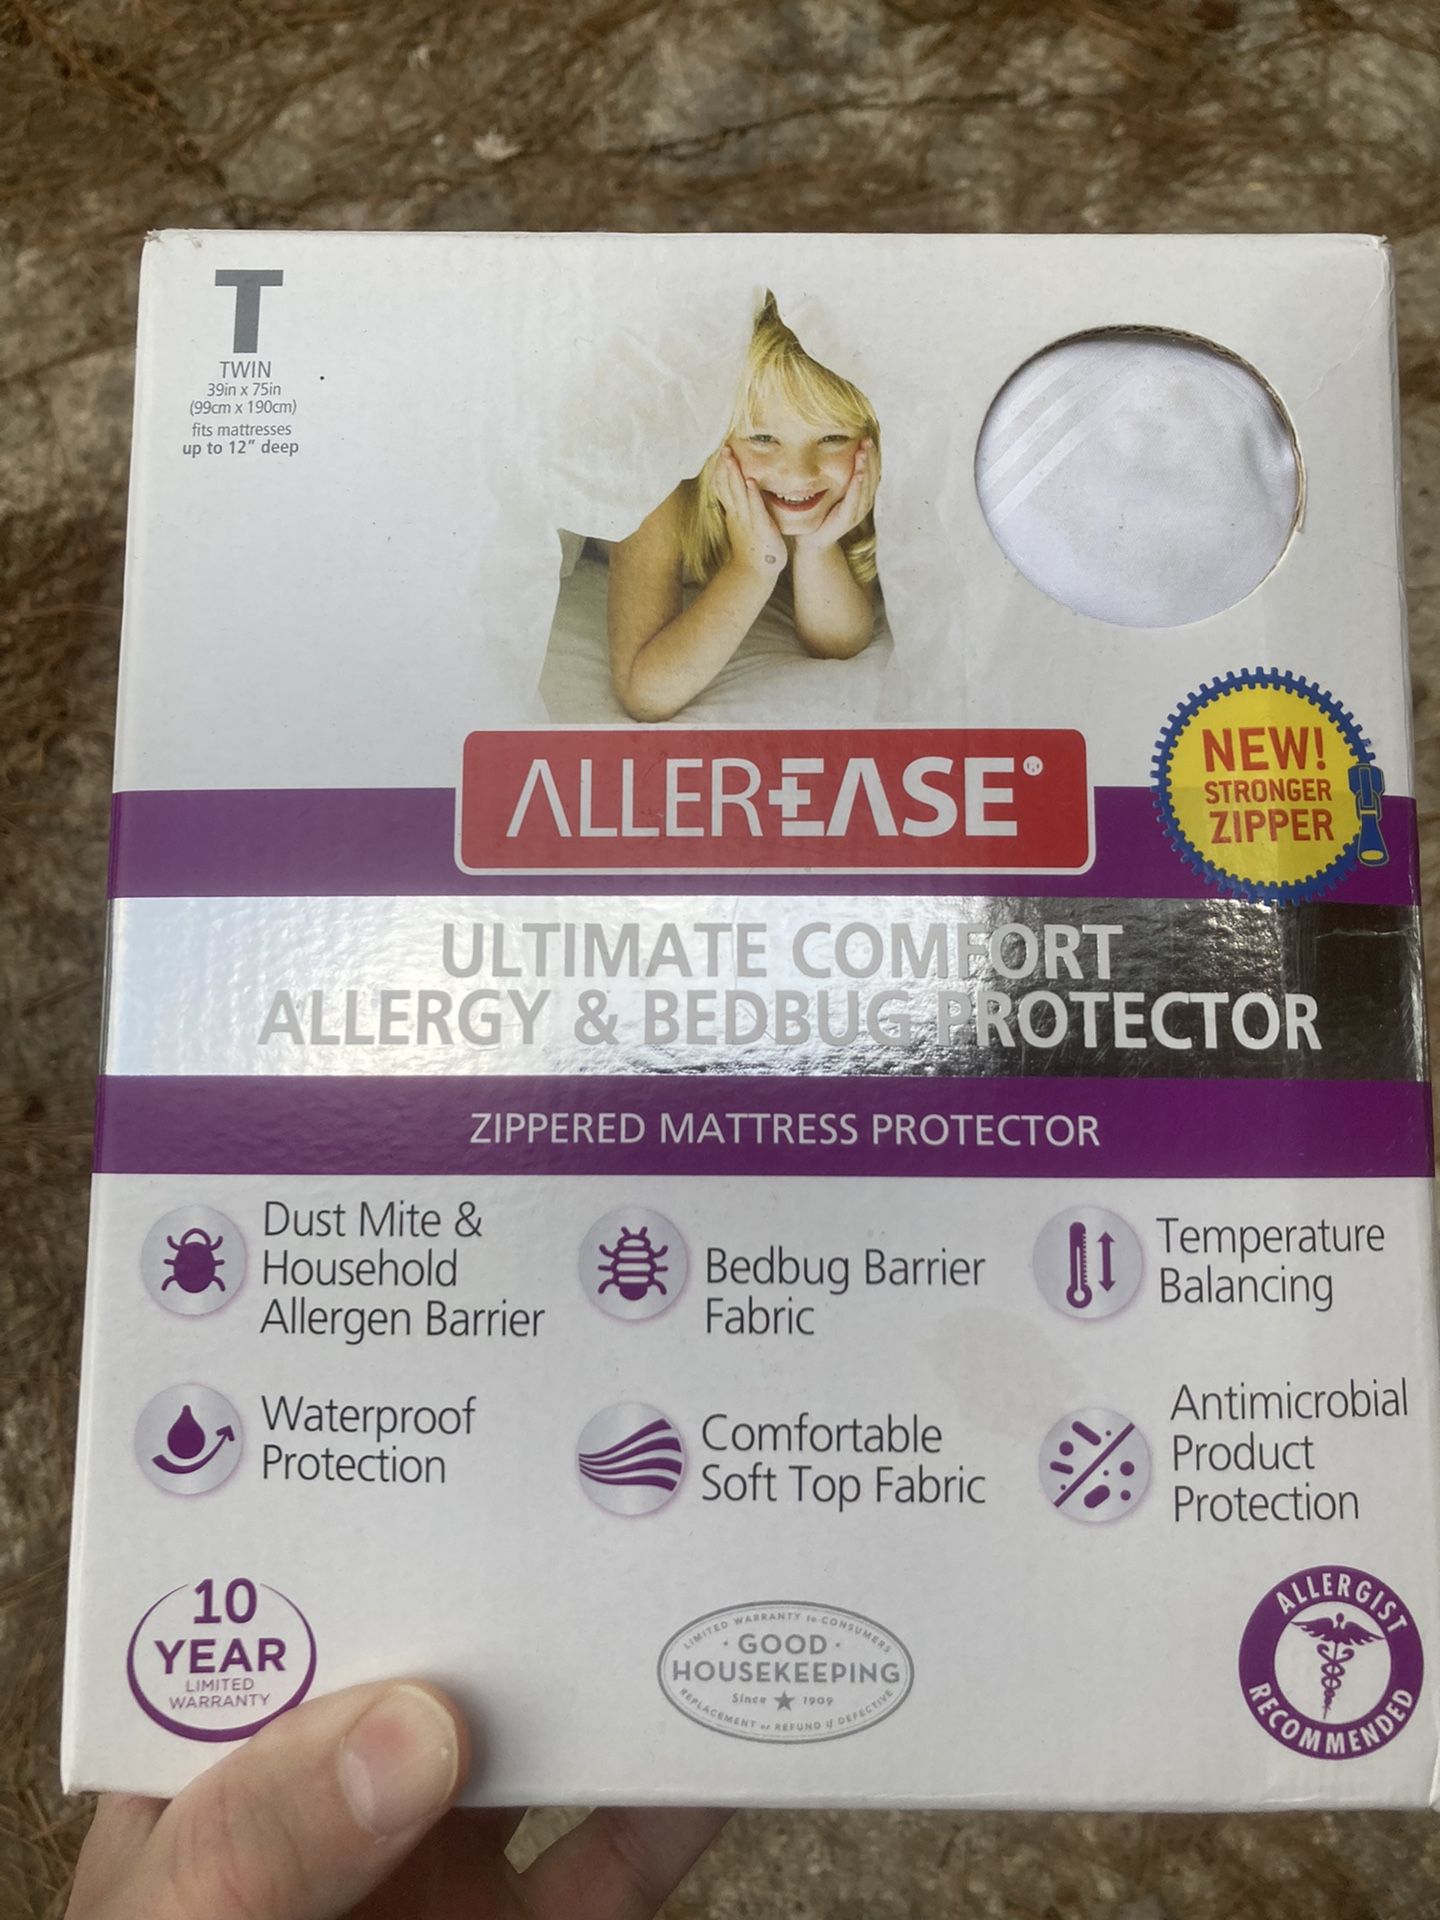 T
TWIN
39in x 75in
(99cm x 190cm)
fits mattresses
up to 12" deep
ALLEREASE®
NEW!
STRONGER
ZIPPER
ULTIMATE COMFORT
ALLERGY & BEDBUG PROTECTOR
ZIPPERED MATTRESS PROTECTOR
Dust Mite &
Household
Allergen Barrier
Bedbug Barrier
Fabric
Temperature
Balancing
Waterproof
Protection
Comfortable
Soft Top Fabric
Antimicrobial
Product
Protection
10
YEAR
LIMITED
WARRANTY
LIMITED WARRANTY to CONSUMERS
· GOOD ·
HOUSEKEEPING
Since ★ 1909
REPLACEMENT or REFUND if DEFECTIVE
ALLERGIST
RECOMMENDED